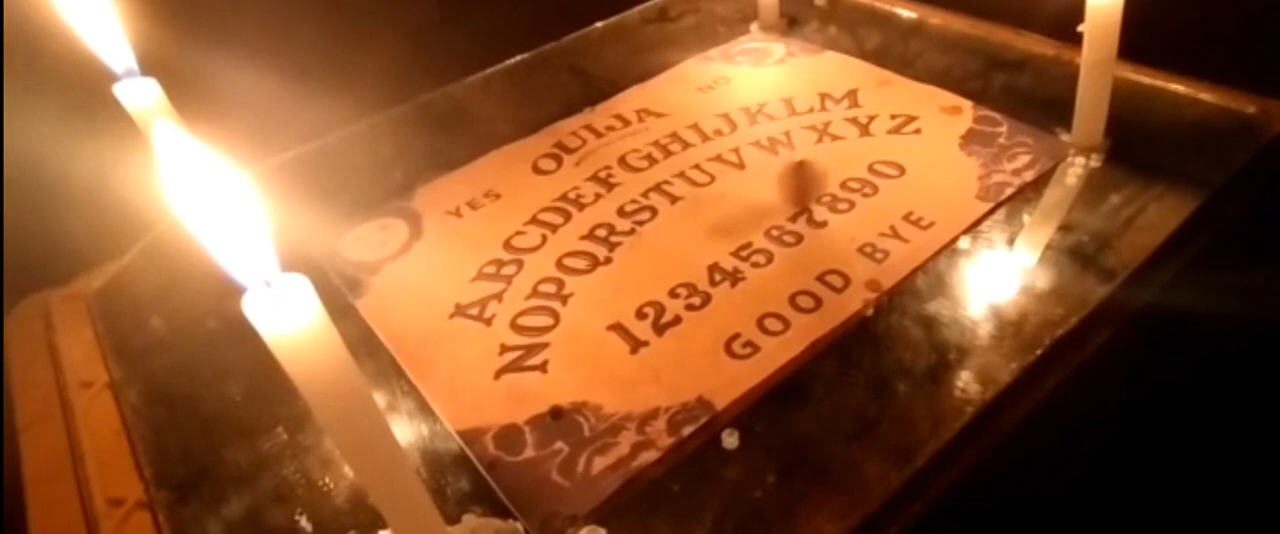 YES OUIJA NO
ABCDEFGHIJKLM
NOPQRSTUVWXYZ
1234567890
GOOD BYE